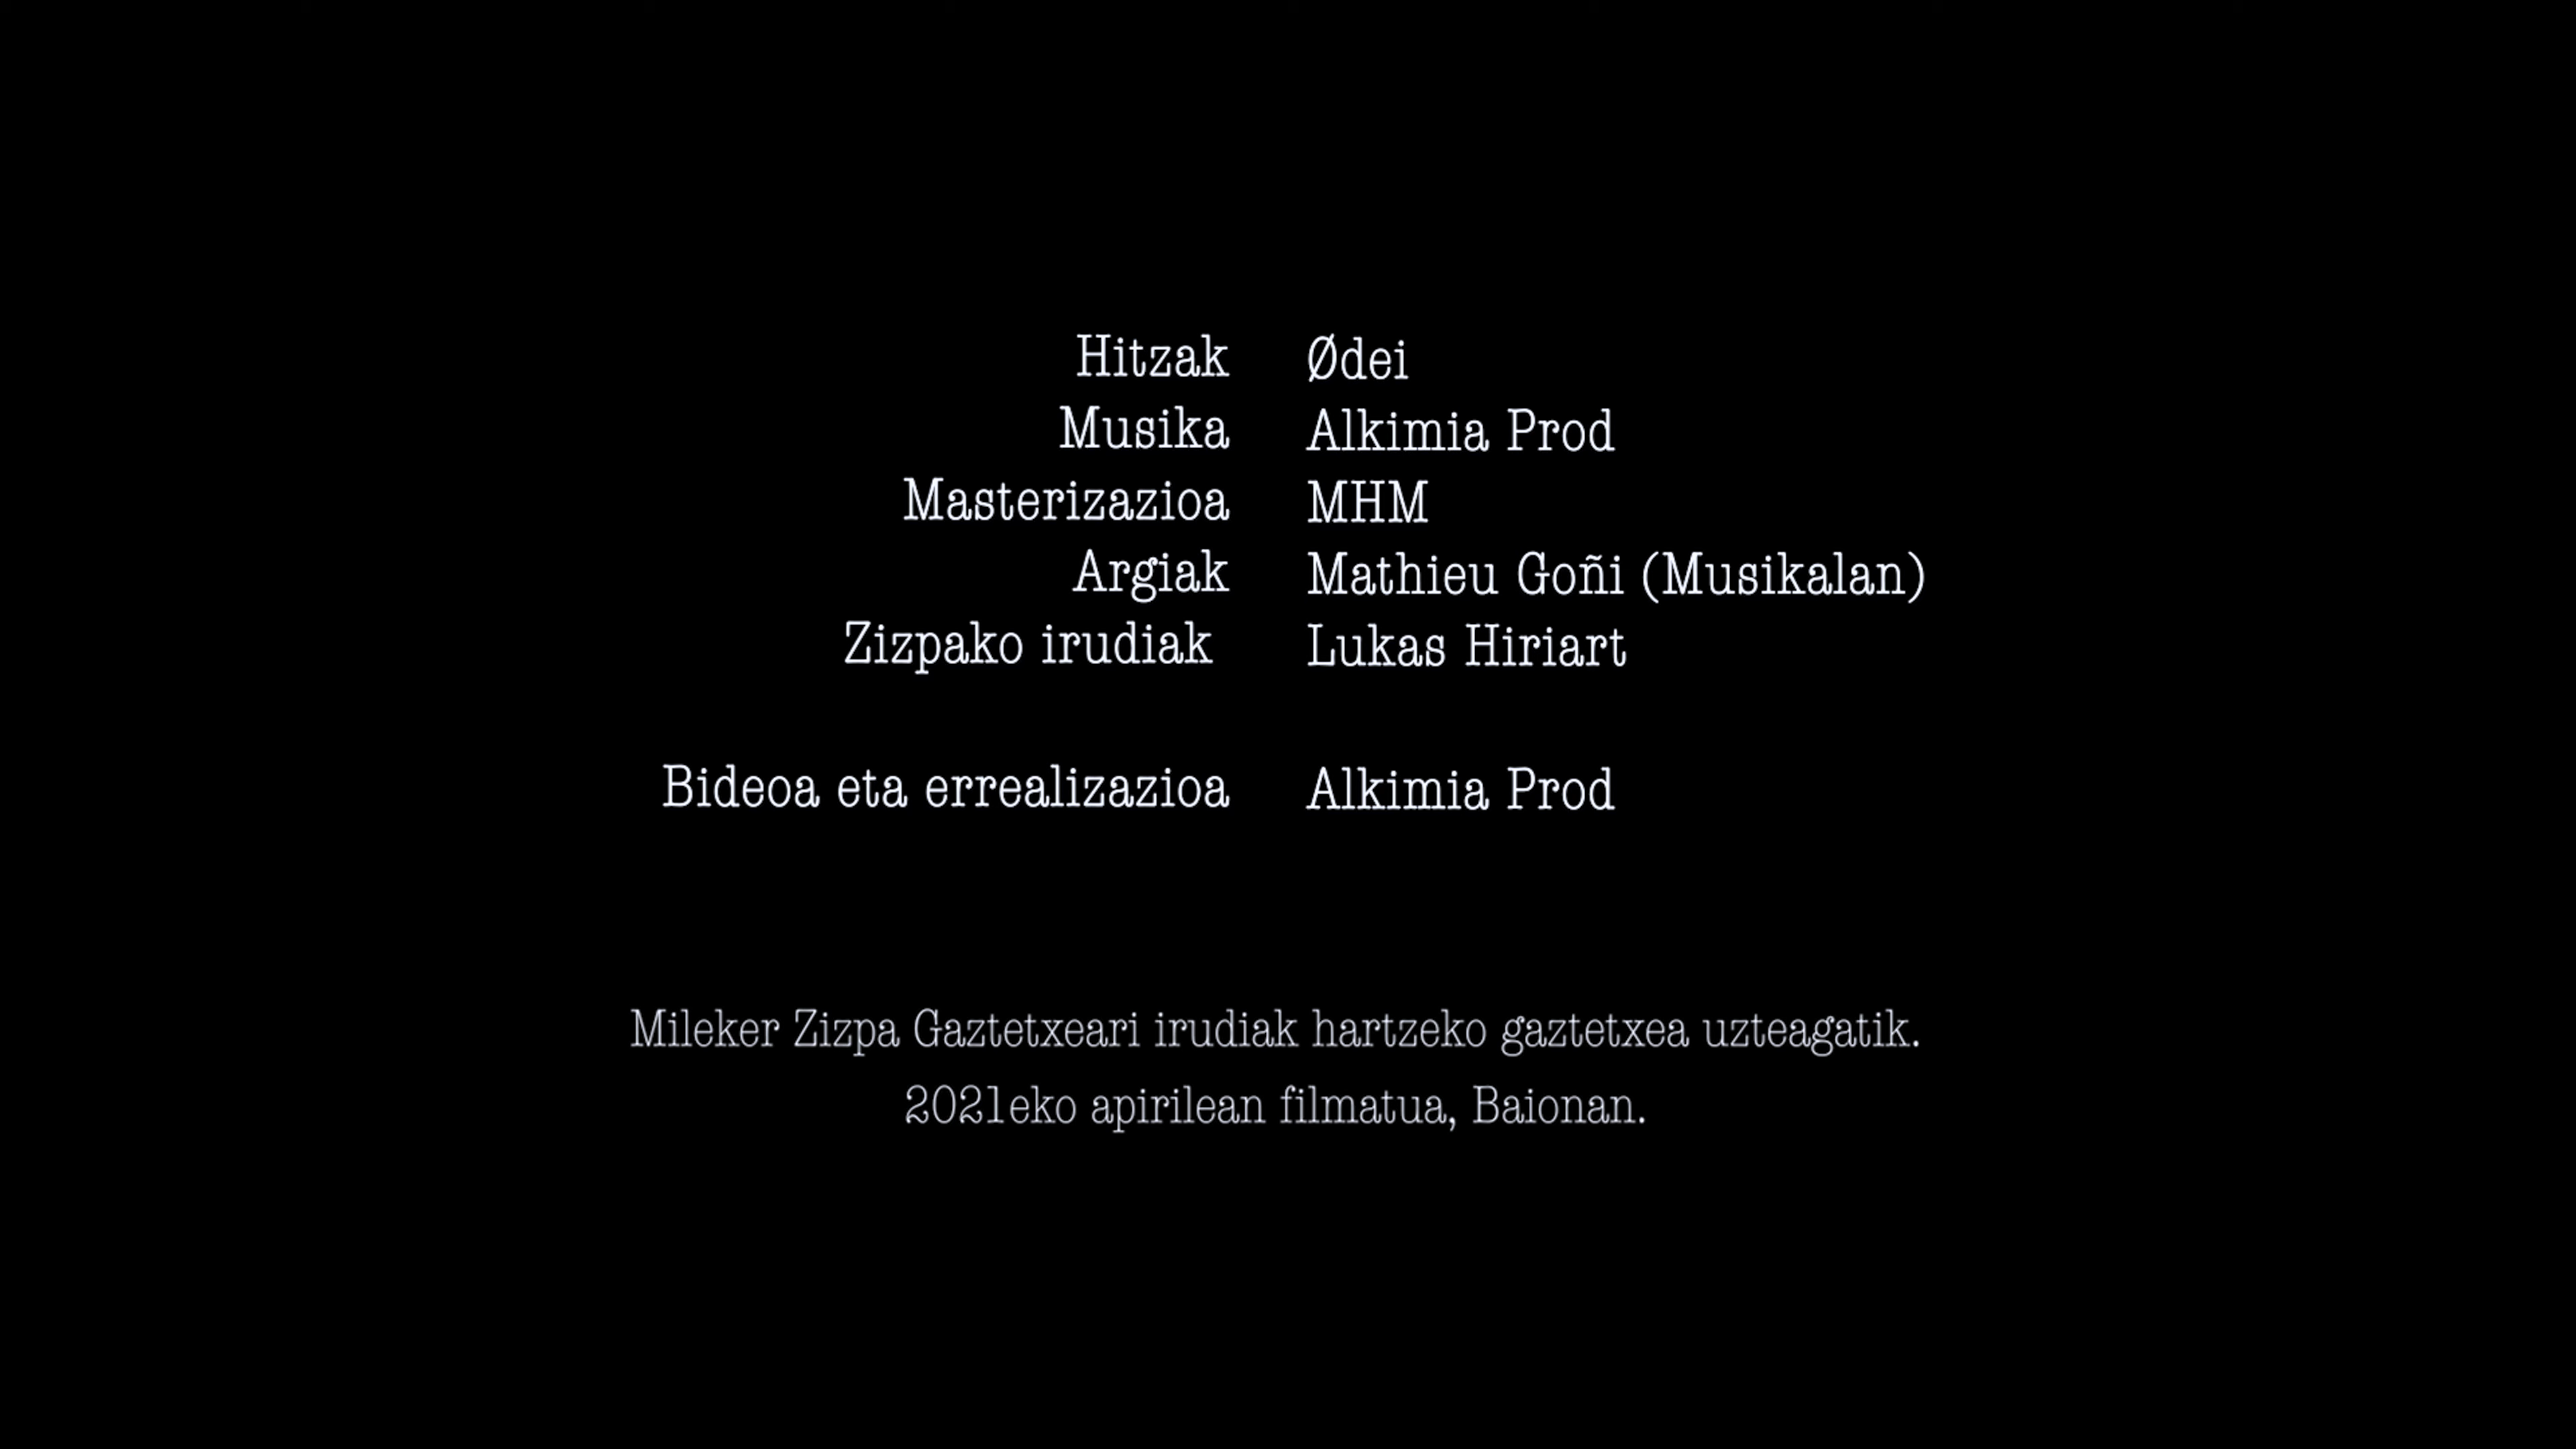 Hitzak Ødei
Musika Alkimia Prod
Masterizazioa MHM
Argiak Mathieu Goñi (Musikalan)
Zizpako irudiak Lukas Hiriart
Bideoa eta errealizazioa Alkimia Prod
Mileker Zizpa Gaztetxeari irudiak hartzeko gaztetxea uzteagatik.
2021eko apirilean filmatua, Baionan.